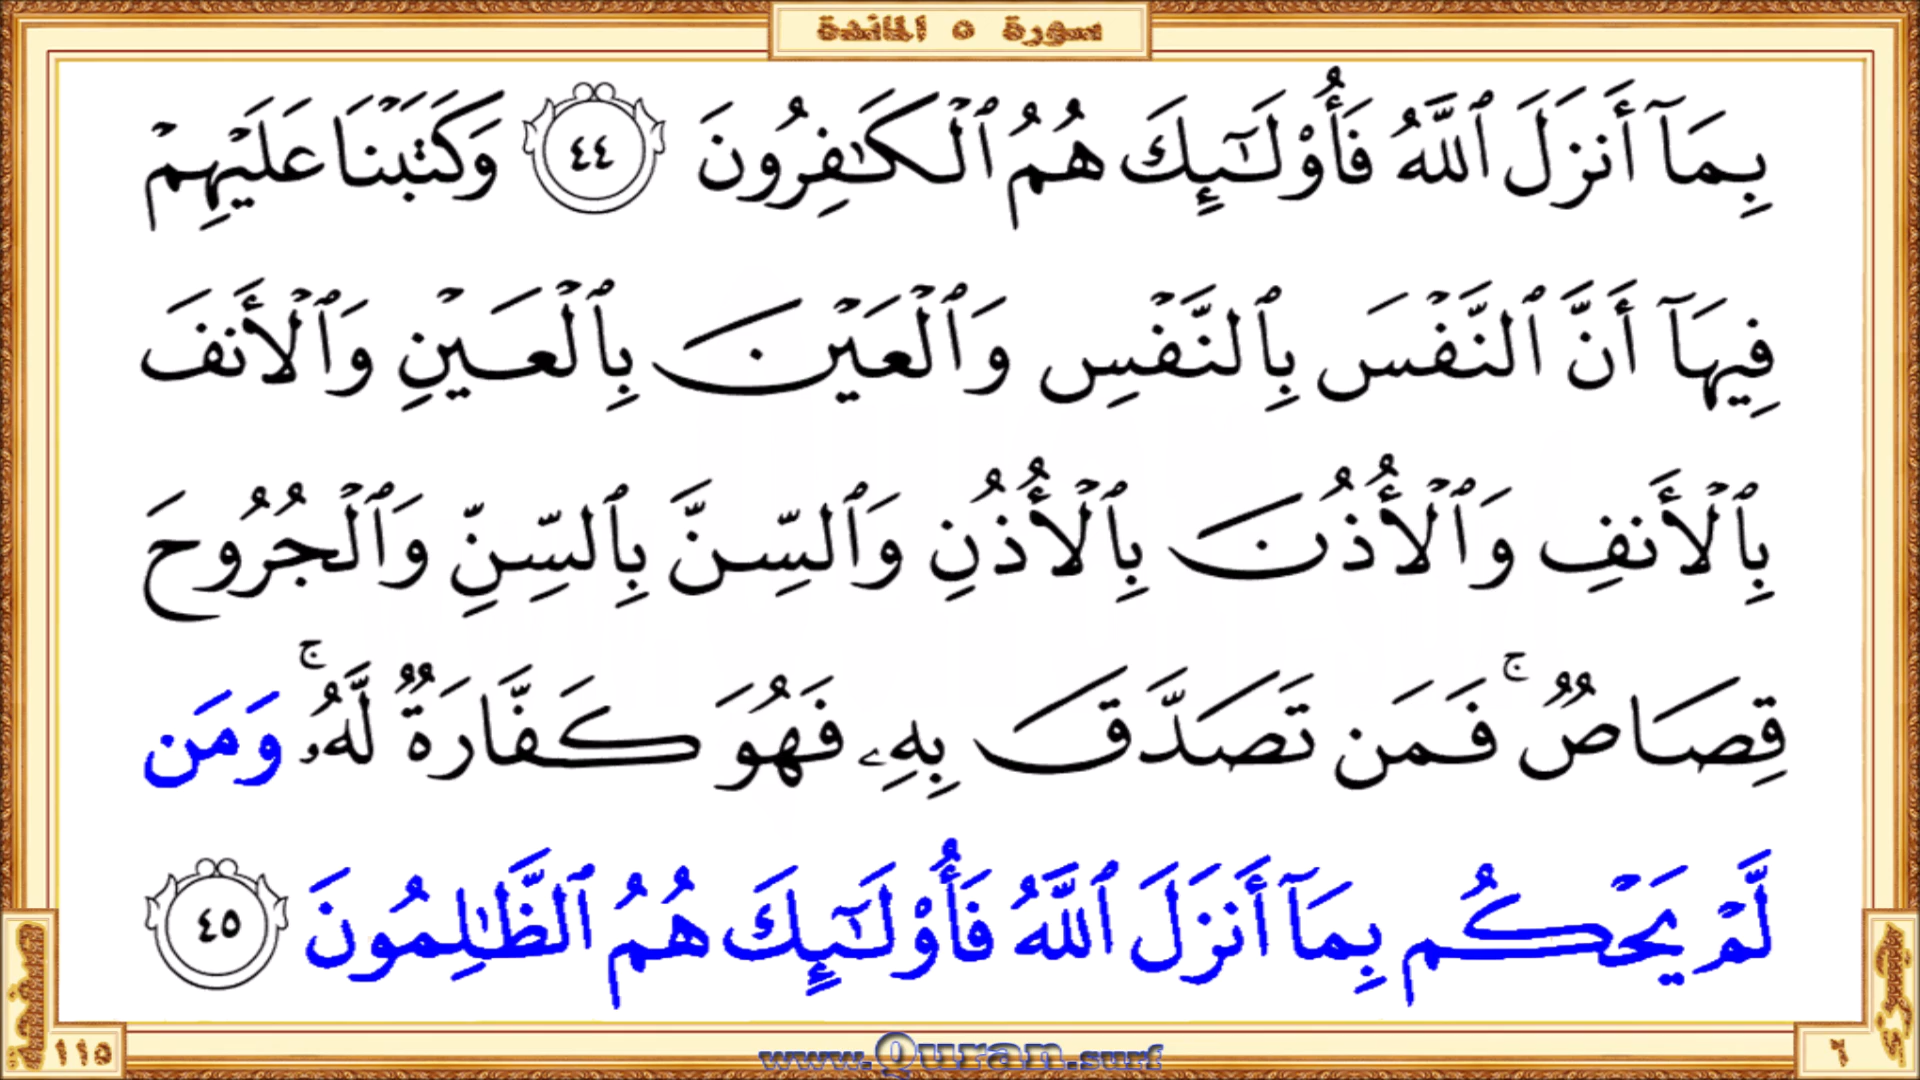 سورة ٥ المائدة
بِمَآ أَنزَلَ ٱللَّهُ فَأُوْلَـٰٓئِكَ هُمُ ٱلْكَـٰفِرُونَ ٤٤ وَكَتَبْنَا عَلَيْهِمْ
فِيهَآ أَنَّ ٱلنَّفْسَ بِٱلنَّفْسِ وَٱلْعَيْنَ بِٱلْعَيْنِ وَٱلْأَنفَ
بِٱلْأَنفِ وَٱلْأُذُنَ بِٱلْأُذُنِ وَٱلسِّنَّ بِٱلسِّنِّ وَٱلْجُرُوحَ
قِصَاصٌ ۚ فَمَن تَصَدَّقَ بِهِۦ فَهُوَ كَفَّارَةٌ لَّهُۥ ۚ وَمَن
لَّمْ يَحْكُم بِمَآ أَنزَلَ ٱللَّهُ فَأُوْلَـٰٓئِكَ هُمُ ٱلظَّـٰلِمُونَ ٤٥
صفحة ١١٥
www.Quran.surf
٦